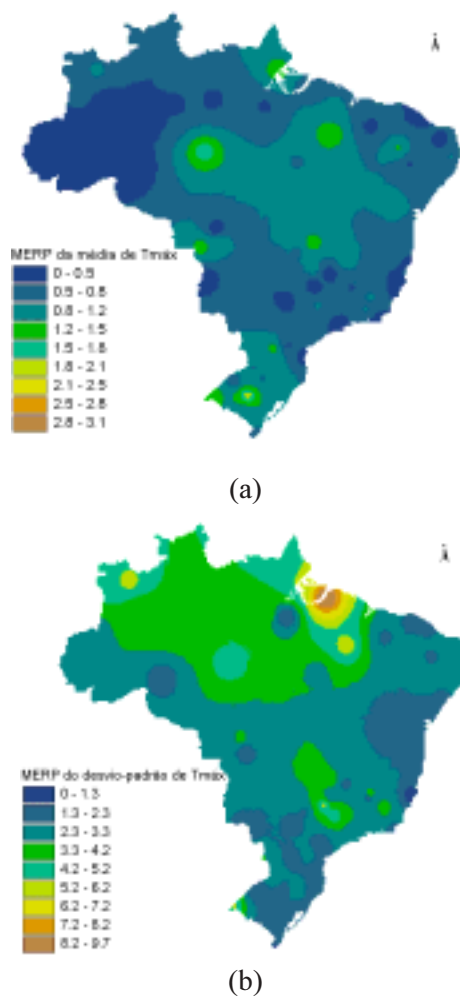 MERP da média de Tmáx
0 - 0.5
0.5 - 0.8
0.8 - 1.2
1.2 - 1.5
1.5 - 1.8
1.8 - 2.1
2.1 - 2.5
2.5 - 2.8
2.8 - 3.1
(a)
MERP do desvio-padrão de Tmáx
0 - 1.3
1.3 - 2.3
2.3 - 3.3
3.3 - 4.2
4.2 - 5.2
5.2 - 6.2
6.2 - 7.2
7.2 - 8.2
8.2 - 9.7
(b)